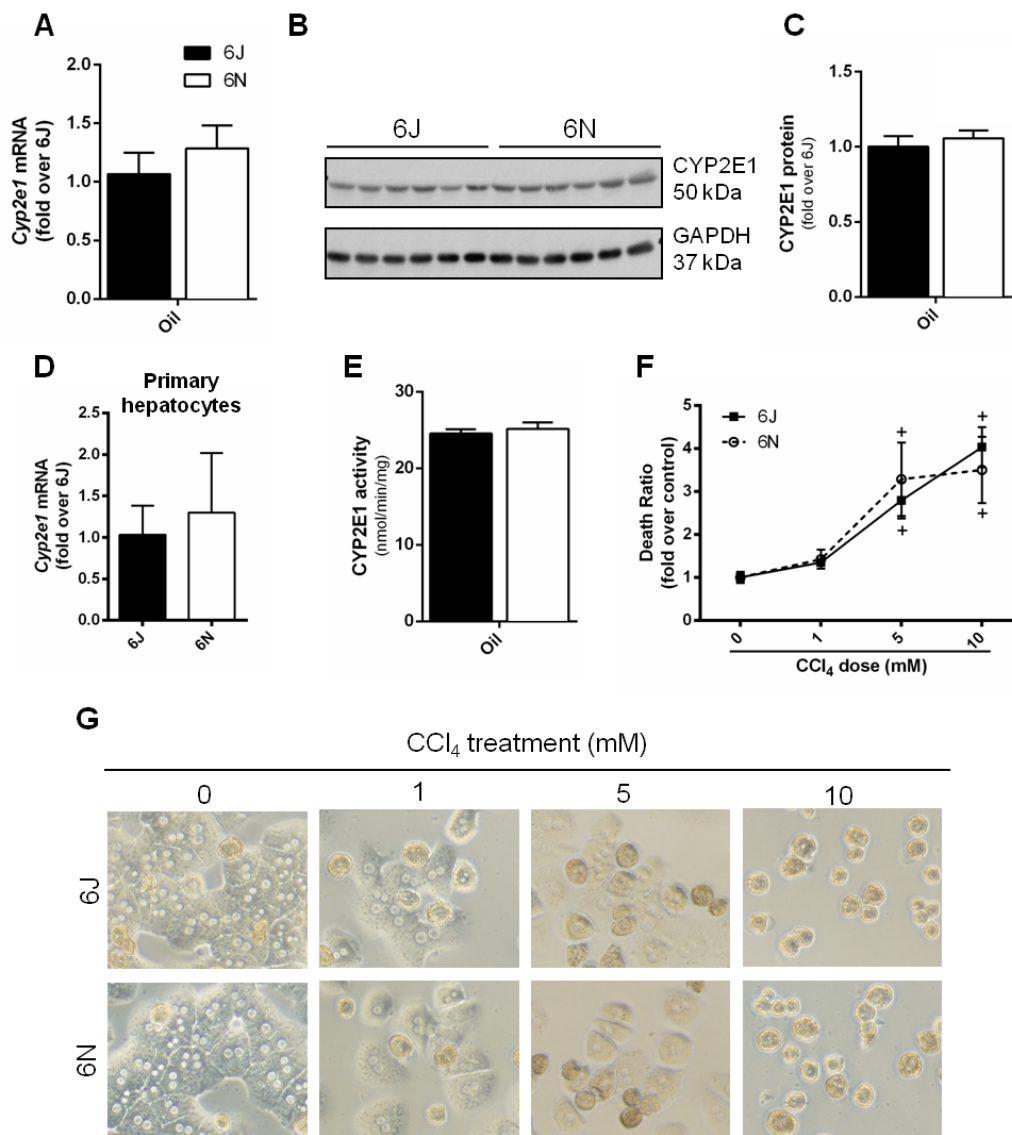 A
6J
6N
2.0
1.5
1.0
0.5
0.0
Cyp2e1 mRNA
(fold over 6J)
Oil
B
6J
6N
CYP2E1
50 kDa
GAPDH
37 kDa
C
1.5
1.0
0.5
0.0
CYP2E1 protein
(fold over 6J)
Oil
D
Primary
hepatocytes
2.5
2.0
1.5
1.0
0.5
0.0
Cyp2e1 mRNA
(fold over 6J)
6J
6N
E
30
20
10
0
CYP2E1 activity
(nmol/min/mg)
Oil
F
6J
6N
5
4
3
2
1
0
Death Ratio
(fold over control)
+
+
+
+
0
1
5
10
CCl₄ dose (mM)
G
CCl₄ treatment (mM)
0
1
5
10
6J
6N